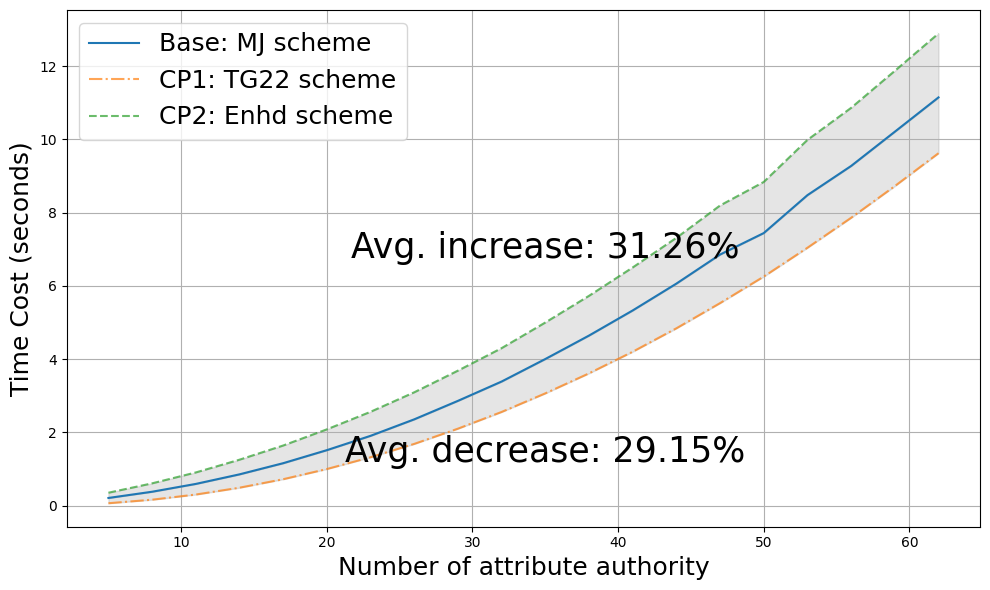 Base: MJ scheme
CP1: TG22 scheme
CP2: Enhd scheme
Time Cost (seconds)
12
10
8
6
4
2
0
Avg. increase: 31.26%
Avg. decrease: 29.15%
10 20 30 40 50 60
Number of attribute authority